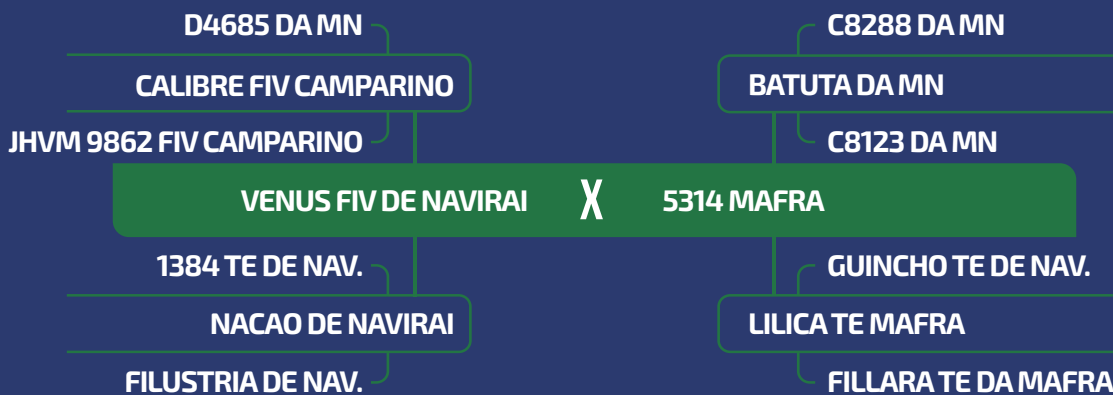 D4685 DA MN
CALIBRE FIV CAMPARINO
JHVM 9862 FIV CAMPARINO
C8288 DA MN
BATUTA DA MN
C8123 DA MN
VENUS FIV DE NAVIRAI X 5314 MAFRA
1384 TE DE NAV.
NACAO DE NAVIRAI
FILUSTRIA DE NAV.
GUINCHO TE DE NAV.
LILICA TE MAFRA
FILLARA TE DA MAFRA